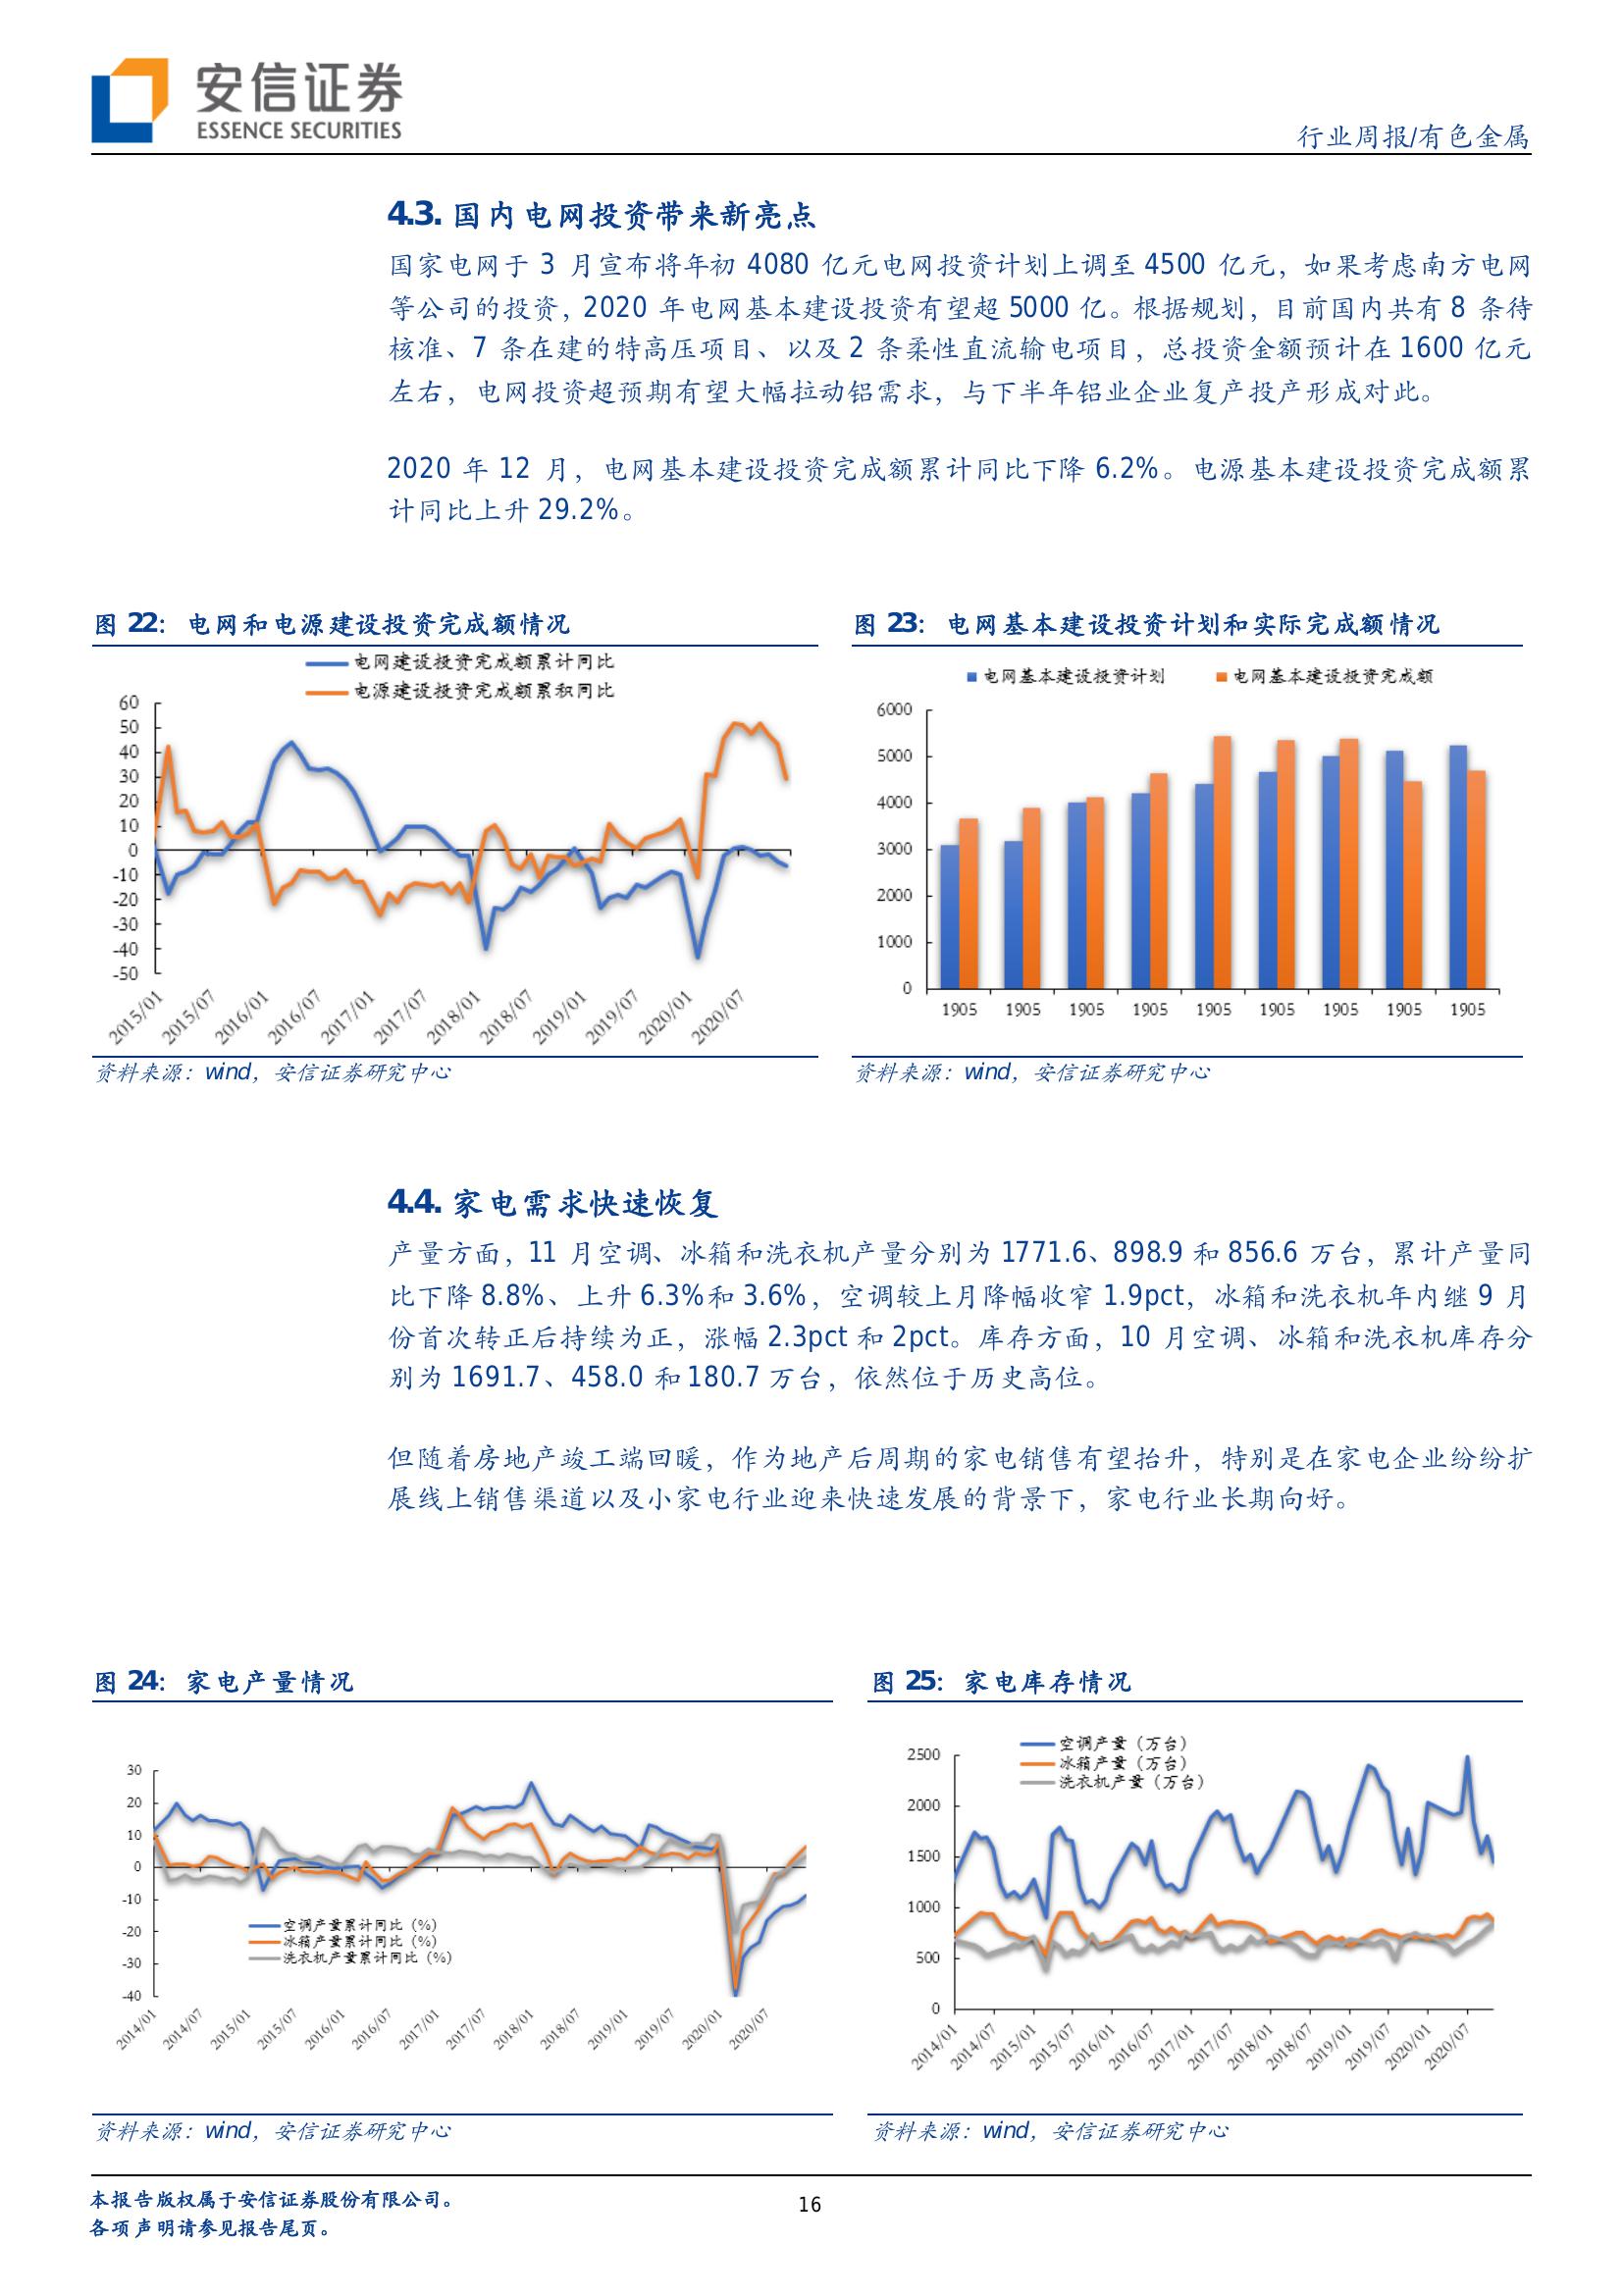 安信证券
ESSENCE SECURITIES
行业周报/有色金属
4.3. 国内电网投资带来新亮点
国家电网于 3 月宣布将年初 4080 亿元电网投资计划上调至 4500 亿元，如果考虑南方电网
等公司的投资，2020 年电网基本建设投资有望超 5000 亿。根据规划，目前国内共有 8 条待
核准、7 条在建的特高压项目、以及 2 条柔性直流输电项目，总投资金额预计在 1600 亿元
左右，电网投资超预期有望大幅拉动铝需求，与下半年铝业企业复产投产形成对此。
2020 年 12 月，电网基本建设投资完成额累计同比下降 6.2%。电源基本建设投资完成额累
计同比上升 29.2%。
图 22：电网和电源建设投资完成额情况
电网建设投资完成额累计同比
电源建设投资完成额累积同比
60
50
40
30
20
10
0
-10
-20
-30
-40
-50
2015/01
2015/07
2016/01
2016/07
2017/01
2017/07
2018/01
2018/07
2019/01
2019/07
2020/01
2020/07
资料来源：wind，安信证券研究中心
图 23：电网基本建设投资计划和实际完成额情况
电网基本建设投资计划
电网基本建设投资完成额
6000
5000
4000
3000
2000
1000
0
1905 1905 1905 1905 1905 1905 1905 1905 1905
资料来源：wind，安信证券研究中心
4.4. 家电需求快速恢复
产量方面，11 月空调、冰箱和洗衣机产量分别为 1771.6、898.9 和 856.6 万台，累计产量同
比下降 8.8%、上升 6.3%和 3.6%，空调较上月降幅收窄 1.9pct，冰箱和洗衣机年内继 9 月
份首次转正后持续为正，涨幅 2.3pct 和 2pct。库存方面，10 月空调、冰箱和洗衣机库存分
别为 1691.7、458.0 和 180.7 万台，依然位于历史高位。
但随着房地产竣工端回暖，作为地产后周期的家电销售有望抬升，特别是在家电企业纷纷扩
展线上销售渠道以及小家电行业迎来快速发展的背景下，家电行业长期向好。
图 24：家电产量情况
30
20
10
0
-10
-20
-30
-40
空调产量累计同比（%）
冰箱产量累计同比（%）
洗衣机产量累计同比（%）
2014/01
2014/07
2015/01
2015/07
2016/01
2016/07
2017/01
2017/07
2018/01
2018/07
2019/01
2019/07
2020/01
2020/07
资料来源：wind，安信证券研究中心
图 25：家电库存情况
空调产量（万台）
冰箱产量（万台）
洗衣机产量（万台）
2500
2000
1500
1000
500
0
2014/01
2014/07
2015/01
2015/07
2016/01
2016/07
2017/01
2017/07
2018/01
2018/07
2019/01
2019/07
2020/01
2020/07
资料来源：wind，安信证券研究中心
本报告版权属于安信证券股份有限公司。
各项声明请参见报告尾页。
16